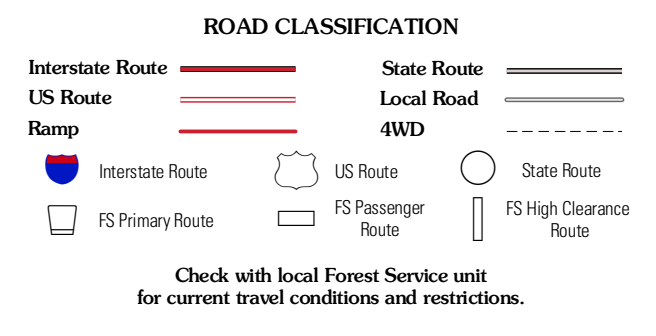 ROAD CLASSIFICATION
Interstate Route
State Route
US Route
Local Road
Ramp
4WD
Interstate Route
US Route
State Route
FS Primary Route
FS Passenger
Route
FS High Clearance
Route
Check with local Forest Service unit
for current travel conditions and restrictions.